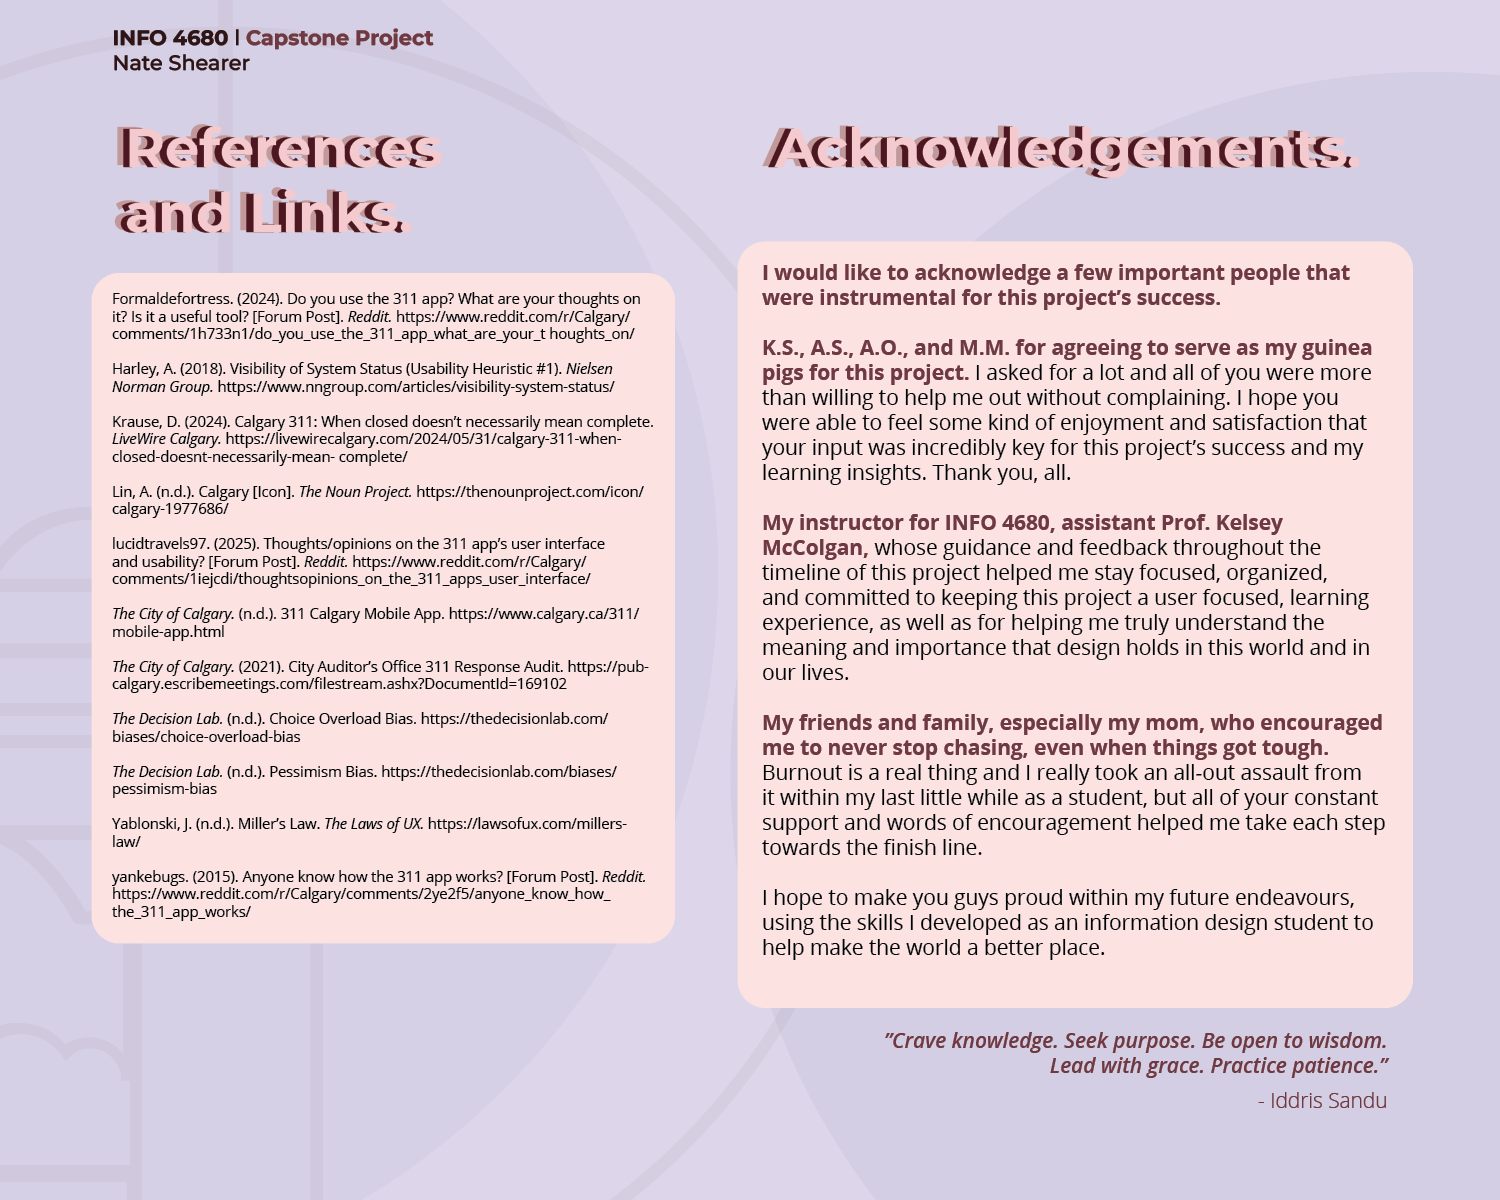 INFO 4680 | Capstone Project
Nate Shearer
References
and Links.
Formaldefortress. (2024). Do you use the 311 app? What are your thoughts on
it? Is it a useful tool? [Forum Post]. Reddit. https://www.reddit.com/r/Calgary/
comments/1h733n1/do_you_use_the_311_app_what_are_your_t houghts_on/
Harley, A. (2018). Visibility of System Status (Usability Heuristic #1). Nielsen
Norman Group. https://www.nngroup.com/articles/visibility-system-status/
Krause, D. (2024). Calgary 311: When closed doesn’t necessarily mean complete.
LiveWire Calgary. https://livewirecalgary.com/2024/05/31/calgary-311-when-
closed-doesnt-necessarily-mean- complete/
Lin, A. (n.d.). Calgary [Icon]. The Noun Project. https://thenounproject.com/icon/
calgary-1977686/
lucidtravels97. (2025). Thoughts/opinions on the 311 app’s user interface
and usability? [Forum Post]. Reddit. https://www.reddit.com/r/Calgary/
comments/1iejcdi/thoughtsopinions_on_the_311_apps_user_interface/
The City of Calgary. (n.d.). 311 Calgary Mobile App. https://www.calgary.ca/311/
mobile-app.html
The City of Calgary. (2021). City Auditor’s Office 311 Response Audit. https://pub-
calgary.escribemeetings.com/filestream.ashx?DocumentId=169102
The Decision Lab. (n.d.). Choice Overload Bias. https://thedecisionlab.com/
biases/choice-overload-bias
The Decision Lab. (n.d.). Pessimism Bias. https://thedecisionlab.com/biases/
pessimism-bias
Yablonski, J. (n.d.). Miller’s Law. The Laws of UX. https://lawsofux.com/millers-
law/
yankebugs. (2015). Anyone know how the 311 app works? [Forum Post]. Reddit.
https://www.reddit.com/r/Calgary/comments/2ye2f5/anyone_know_how_
the_311_app_works/
Acknowledgements.
I would like to acknowledge a few important people that
were instrumental for this project’s success.
K.S., A.S., A.O., and M.M. for agreeing to serve as my guinea
pigs for this project. I asked for a lot and all of you were more
than willing to help me out without complaining. I hope you
were able to feel some kind of enjoyment and satisfaction that
your input was incredibly key for this project’s success and my
learning insights. Thank you, all.
My instructor for INFO 4680, assistant Prof. Kelsey
McColgan, whose guidance and feedback throughout the
timeline of this project helped me stay focused, organized,
and committed to keeping this project a user focused, learning
experience, as well as for helping me truly understand the
meaning and importance that design holds in this world and in
our lives.
My friends and family, especially my mom, who encouraged
me to never stop chasing, even when things got tough.
Burnout is a real thing and I really took an all-out assault from
it within my last little while as a student, but all of your constant
support and words of encouragement helped me take each step
towards the finish line.
I hope to make you guys proud within my future endeavours,
using the skills I developed as an information design student to
help make the world a better place.
”Crave knowledge. Seek purpose. Be open to wisdom.
Lead with grace. Practice patience.”
- Iddris Sandu